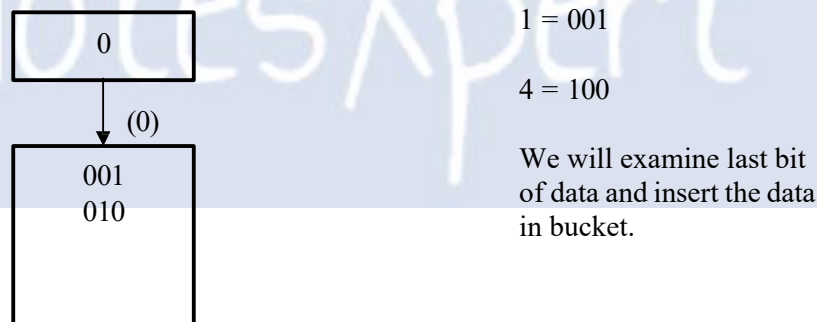 0
(0)
001
010
1 = 001
4 = 100
We will examine last bit
of data and insert the data
in bucket.
otesXpert